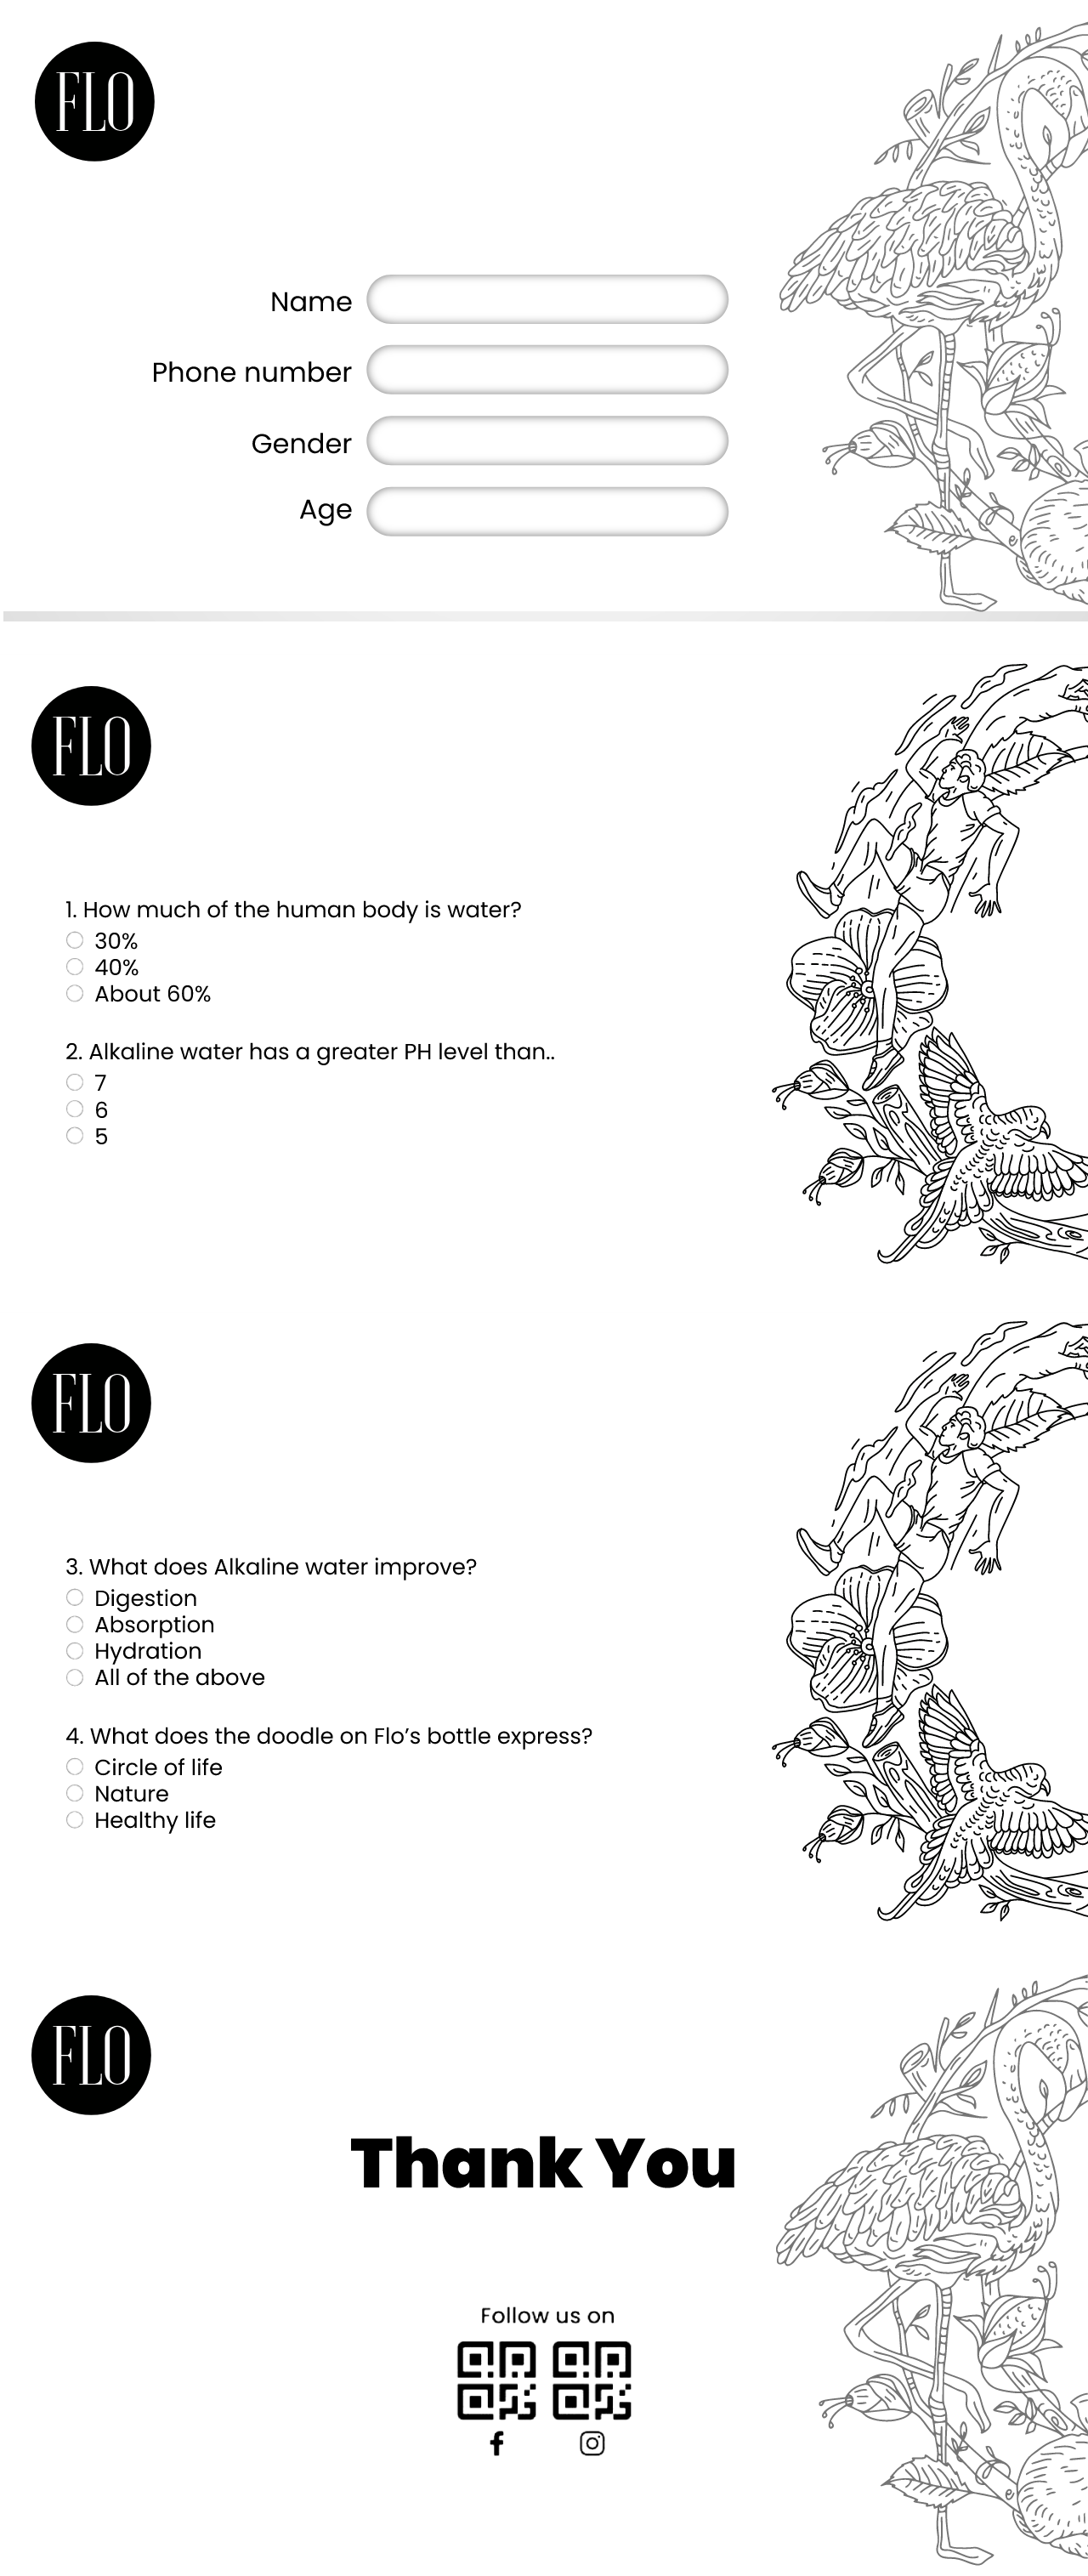 FLO
Name
Phone number
Gender
Age
FLO
1. How much of the human body is water?
30%
40%
About 60%
2. Alkaline water has a greater PH level than..
7
6
5
FLO
3. What does Alkaline water improve?
Digestion
Absorption
Hydration
All of the above
4. What does the doodle on Flo’s bottle express?
Circle of life
Nature
Healthy life
FLO
Thank You
Follow us on